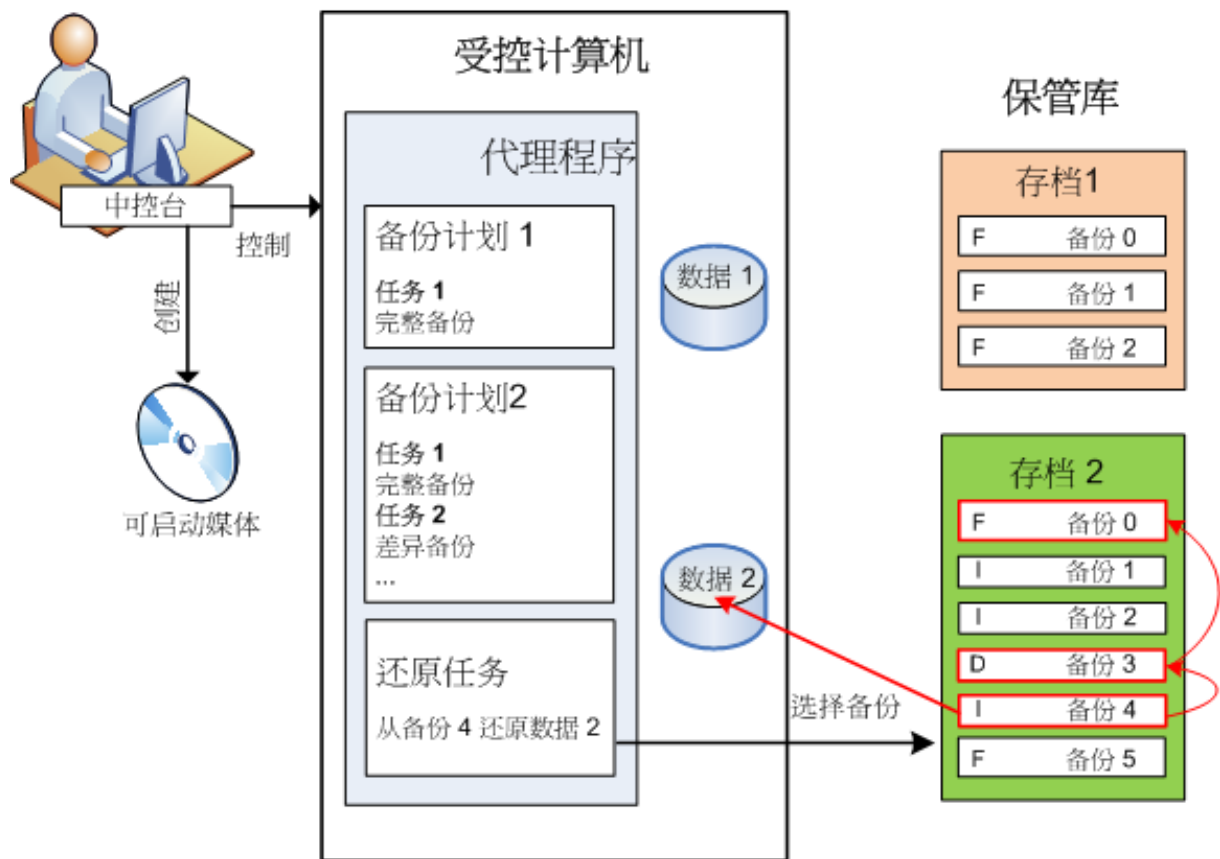 中控台
控制
创建
可启动媒体
受控计算机
代理程序
备份计划 1
任务 1
完整备份
备份计划2
任务 1
完整备份
任务 2
差异备份
...
还原任务
从备份 4 还原数据 2
数据 1
数据 2
选择备份
保管库
存档1
F 备份 0
F 备份 1
F 备份 2
存档 2
F 备份 0
I 备份 1
I 备份 2
D 备份 3
I 备份 4
F 备份 5